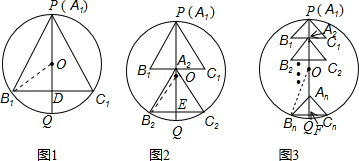 P(A₁)
O
B₁
D
C₁
Q
图1
P(A₁)
A₂
B₁
C₁
O
E
B₂
C₂
Q
图2
P(A₁)
A₂
B₁
C₁
B₂
O
C₂
Aₙ
Bₙ
Q
F
Cₙ
图3